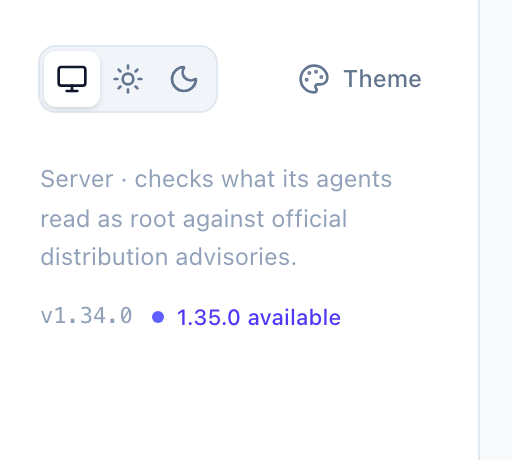 Theme
Server · checks what its agents
read as root against official
distribution advisories.
v1.34.0 ● 1.35.0 available